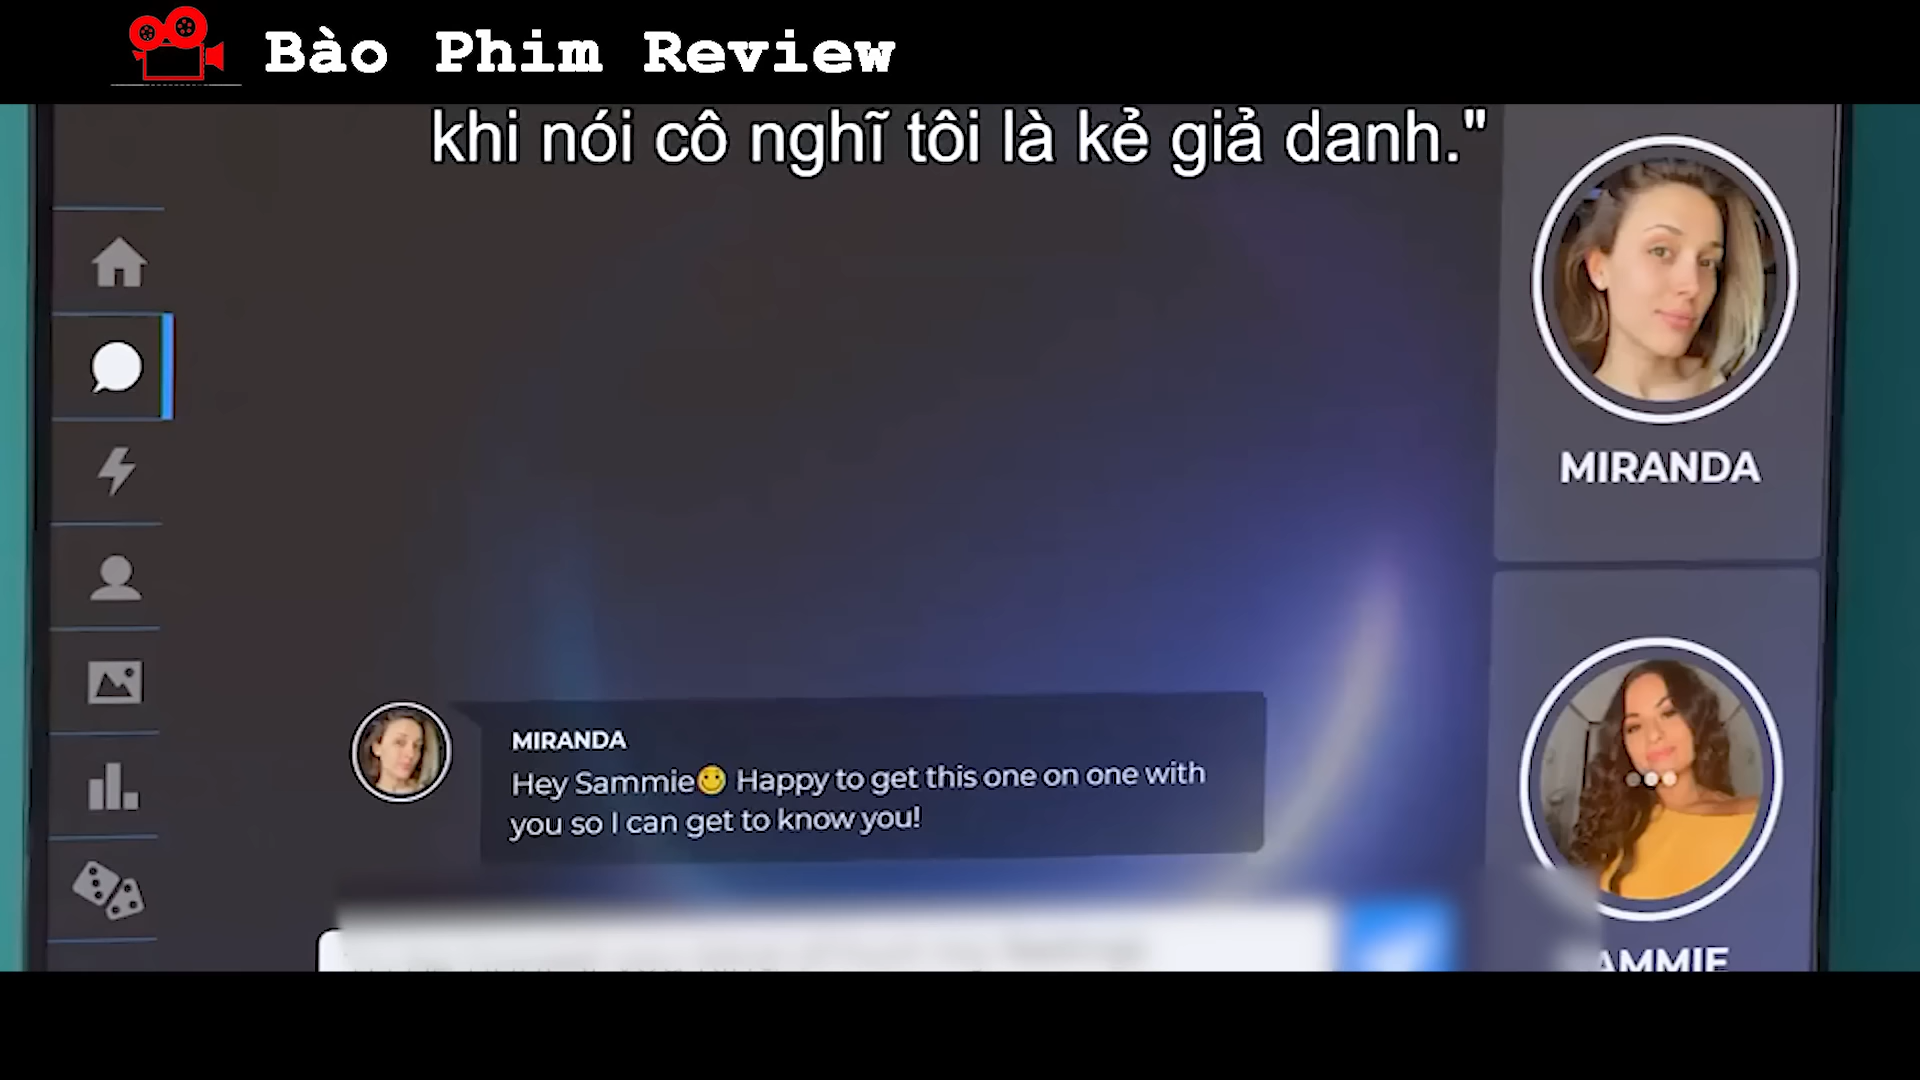 Bào Phim Review
khi nói cô nghĩ tôi là kẻ giả danh."
MIRANDA
MIRANDA
Hey Sammie🙂 Happy to get this one on one with
you so I can get to know you!
AMMIE